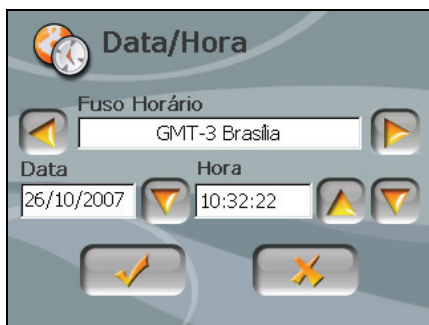 Data/Hora
Fuso Horário
GMT-3 Brasília
Data Hora
26/10/2007 10:32:22